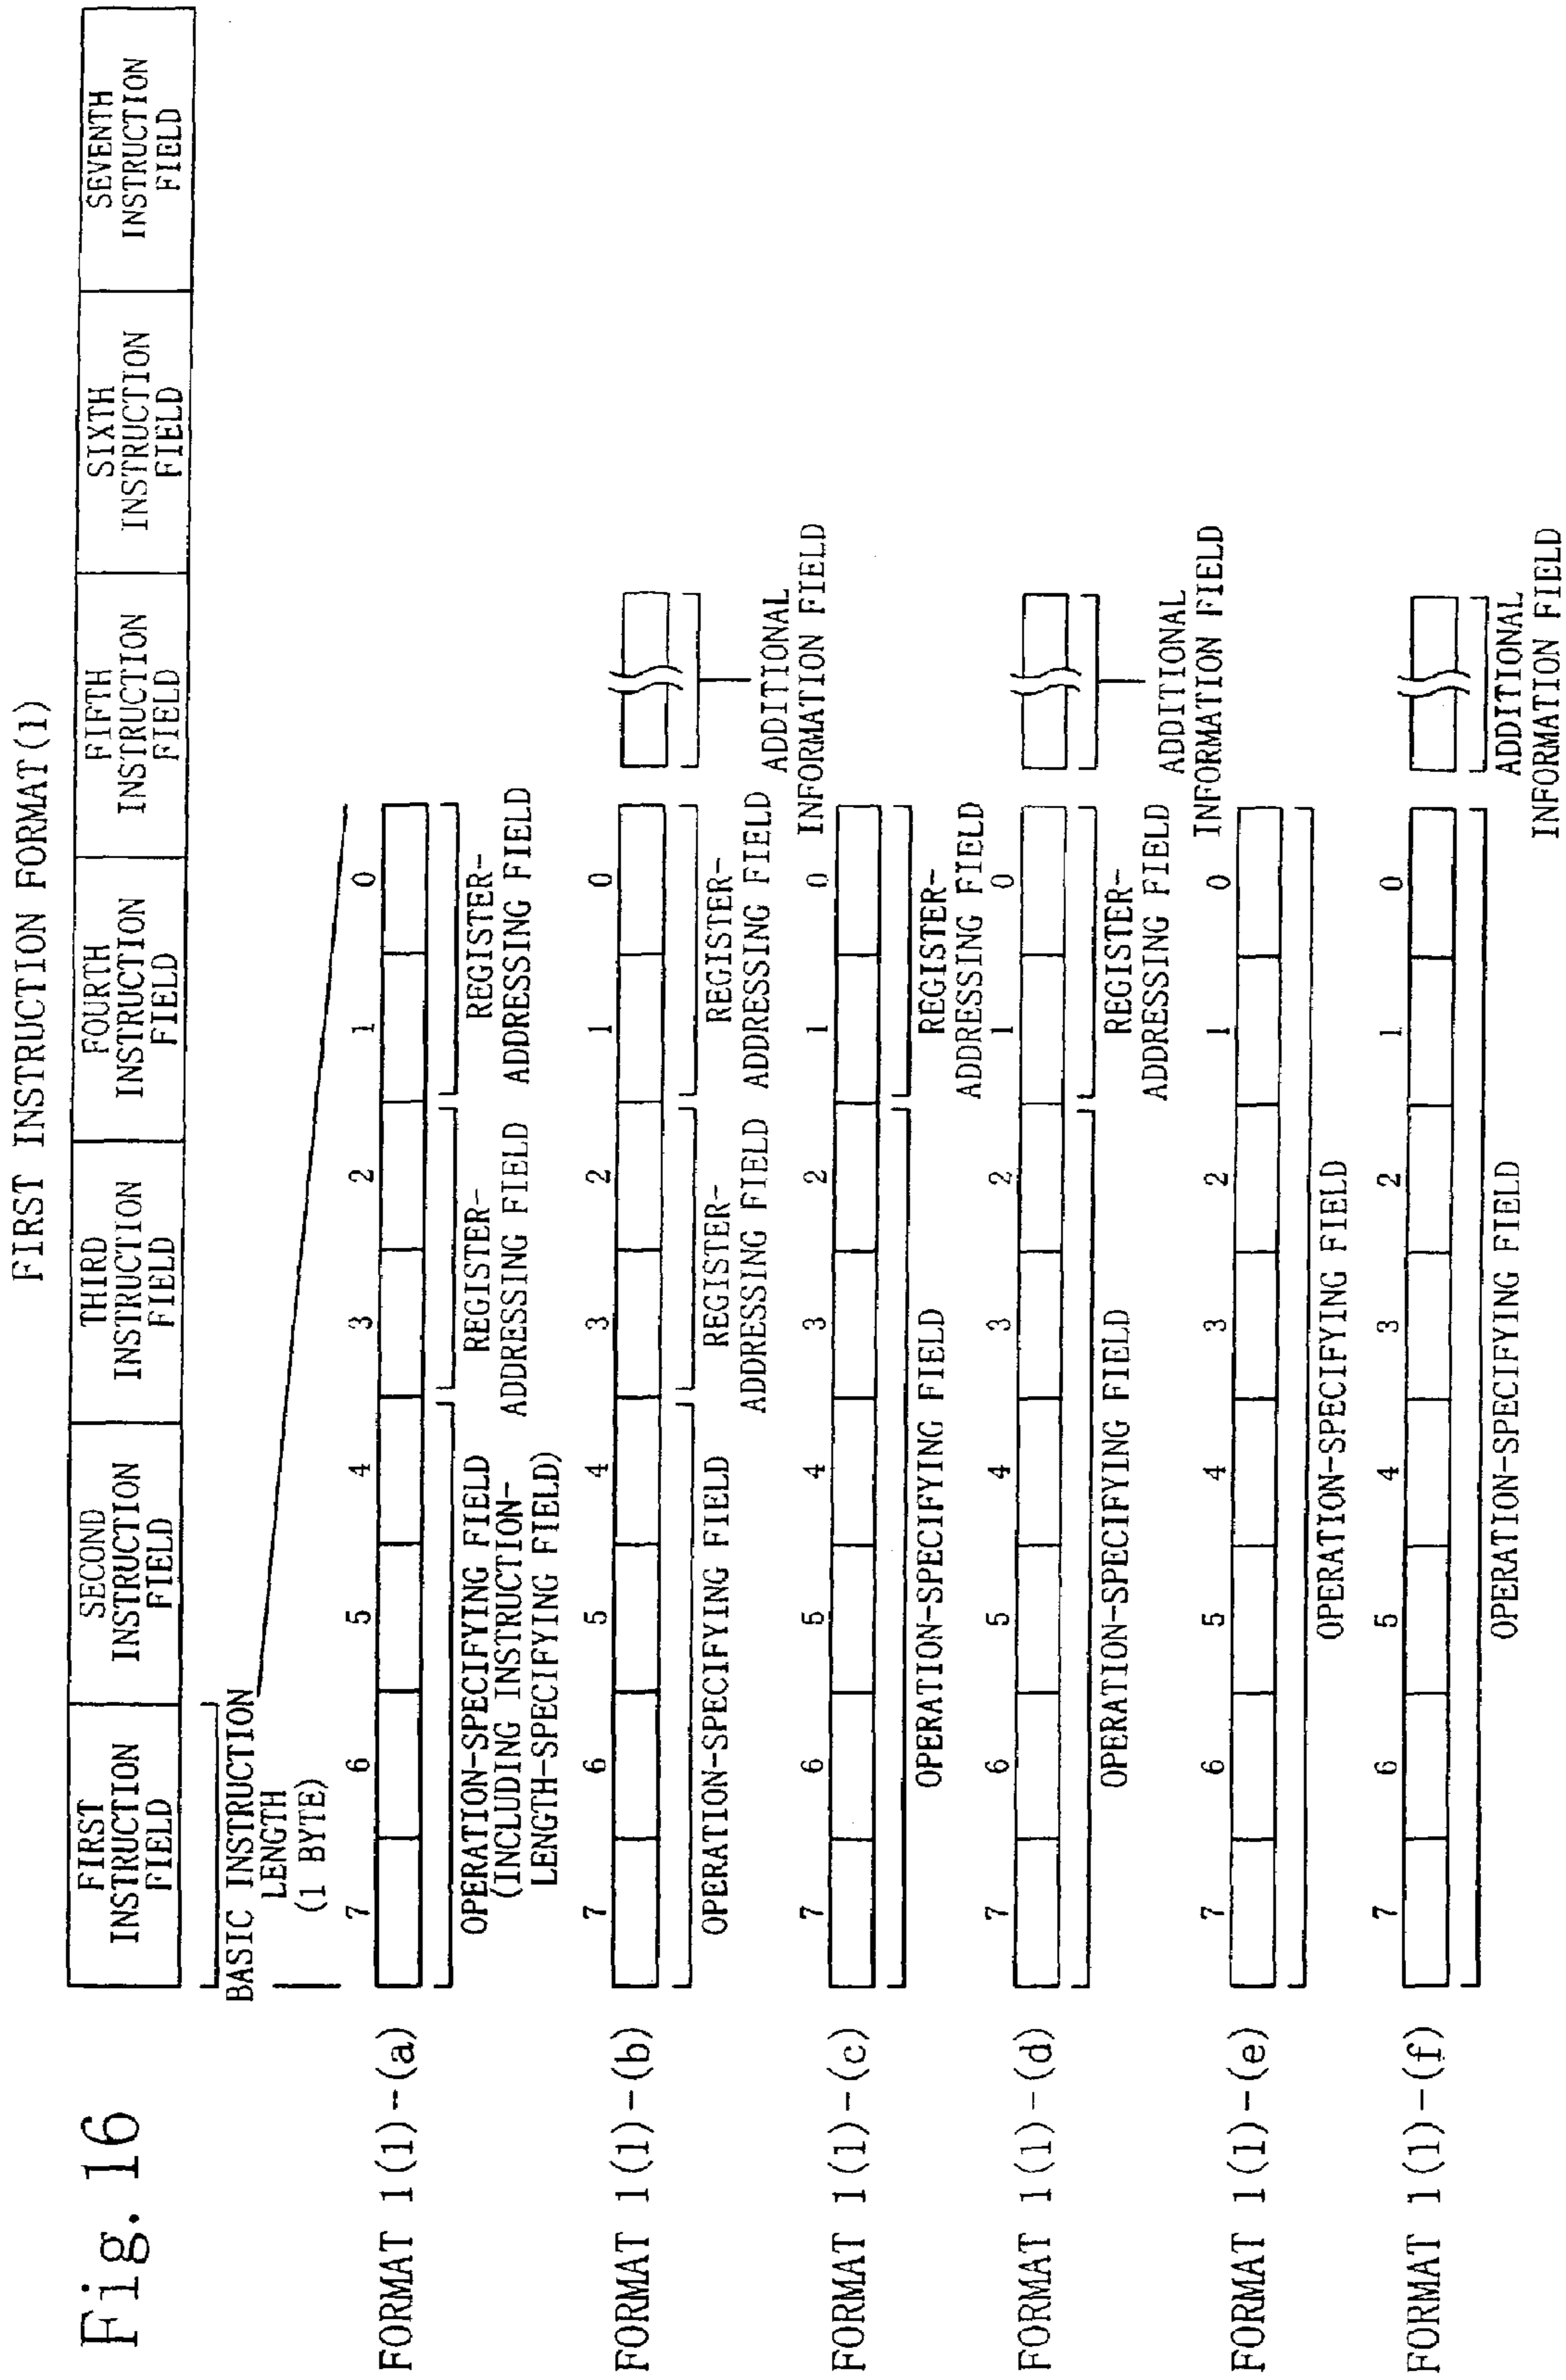 Fig. 16
FIRST INSTRUCTION FORMAT(1)
FIRST
INSTRUCTION
FIELD
SECOND
INSTRUCTION
FIELD
THIRD
INSTRUCTION
FIELD
FOURTH
INSTRUCTION
FIELD
FIFTH
INSTRUCTION
FIELD
SIXTH
INSTRUCTION
FIELD
SEVENTH
INSTRUCTION
FIELD
BASIC INSTRUCTION
LENGTH
(1 BYTE)
FORMAT 1(1)-(a)
7 6 5 4 3 2 1 0
OPERATION-SPECIFYING FIELD
(INCLUDING INSTRUCTION-
LENGTH-SPECIFYING FIELD)
REGISTER-
ADDRESSING FIELD
REGISTER-
ADDRESSING FIELD
FORMAT 1(1)-(b)
7 6 5 4 3 2 1 0
OPERATION-SPECIFYING FIELD
REGISTER-
ADDRESSING FIELD
REGISTER-
ADDRESSING FIELD
ADDITIONAL
INFORMATION FIELD
FORMAT 1(1)-(c)
7 6 5 4 3 2 1 0
OPERATION-SPECIFYING FIELD
REGISTER-
ADDRESSING FIELD
FORMAT 1(1)-(d)
7 6 5 4 3 2 1 0
OPERATION-SPECIFYING FIELD
REGISTER-
ADDRESSING FIELD
ADDITIONAL
INFORMATION FIELD
FORMAT 1(1)-(e)
7 6 5 4 3 2 1 0
OPERATION-SPECIFYING FIELD
FORMAT 1(1)-(f)
7 6 5 4 3 2 1 0
OPERATION-SPECIFYING FIELD
ADDITIONAL
INFORMATION FIELD